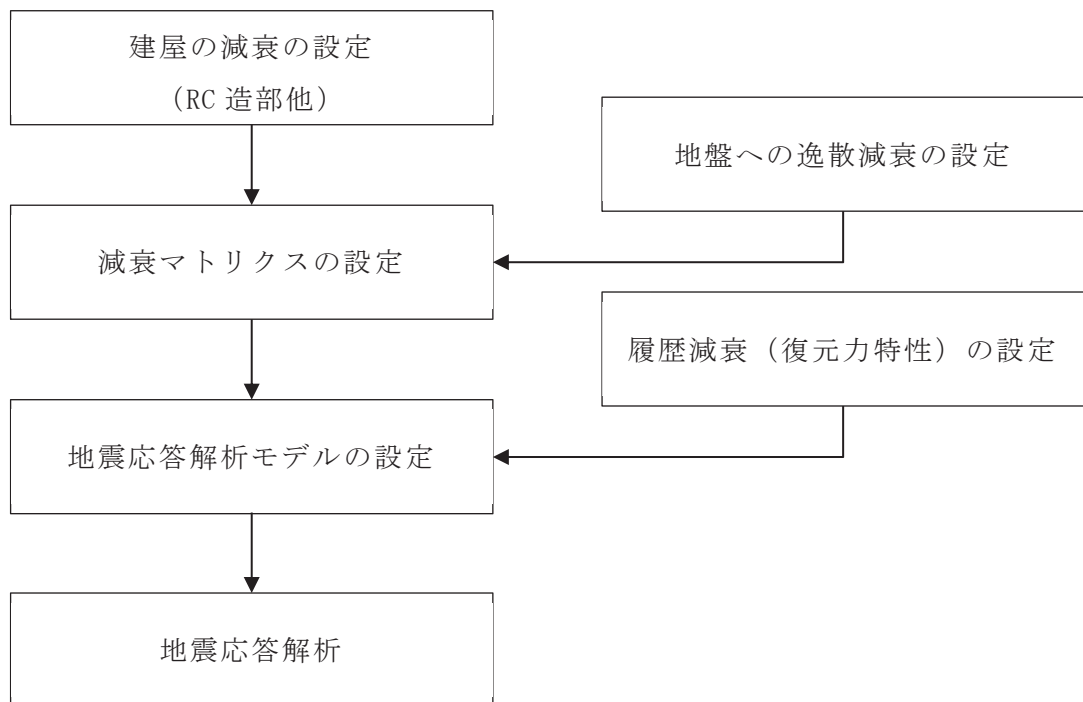 建屋の減衰の設定
（RC 造部他）
地盤への逸散減衰の設定
減衰マトリクスの設定
履歴減衰（復元力特性）の設定
地震応答解析モデルの設定
地震応答解析